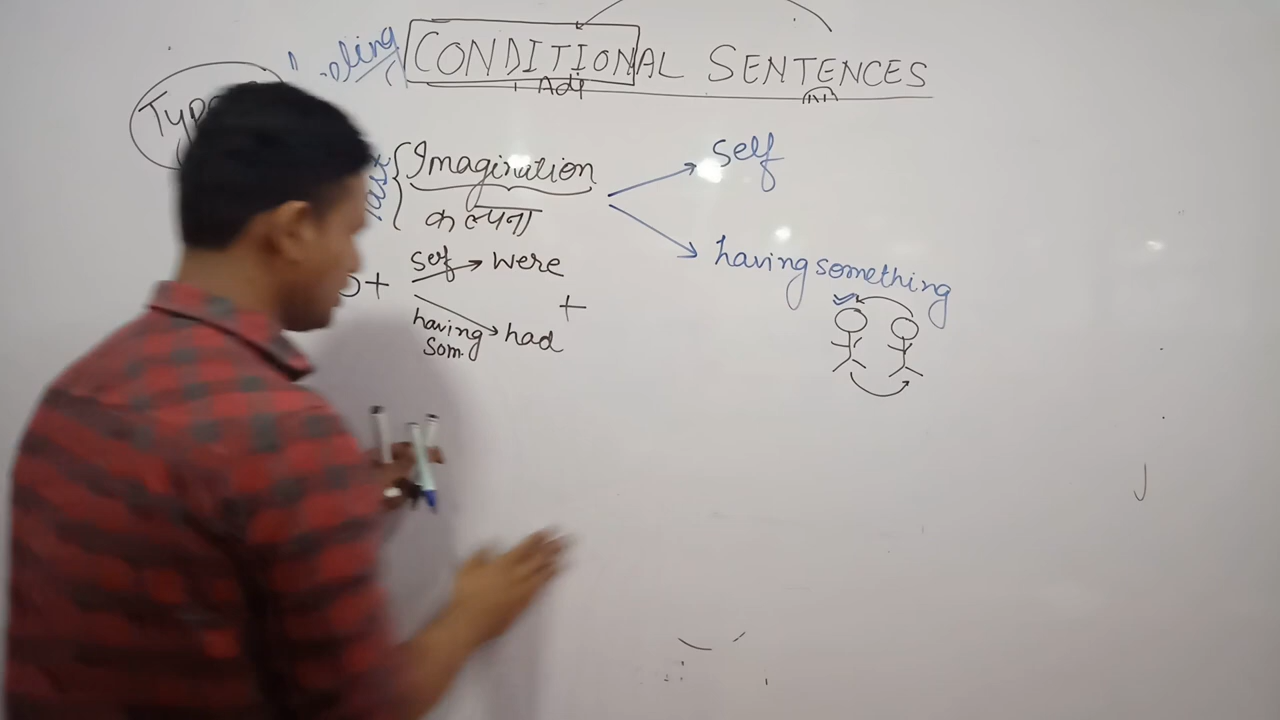 CONDITIONAL SENTENCES
Adj
(N)
Imagination
कल्पना
self
having something
+ self → were
+
having
som. → had